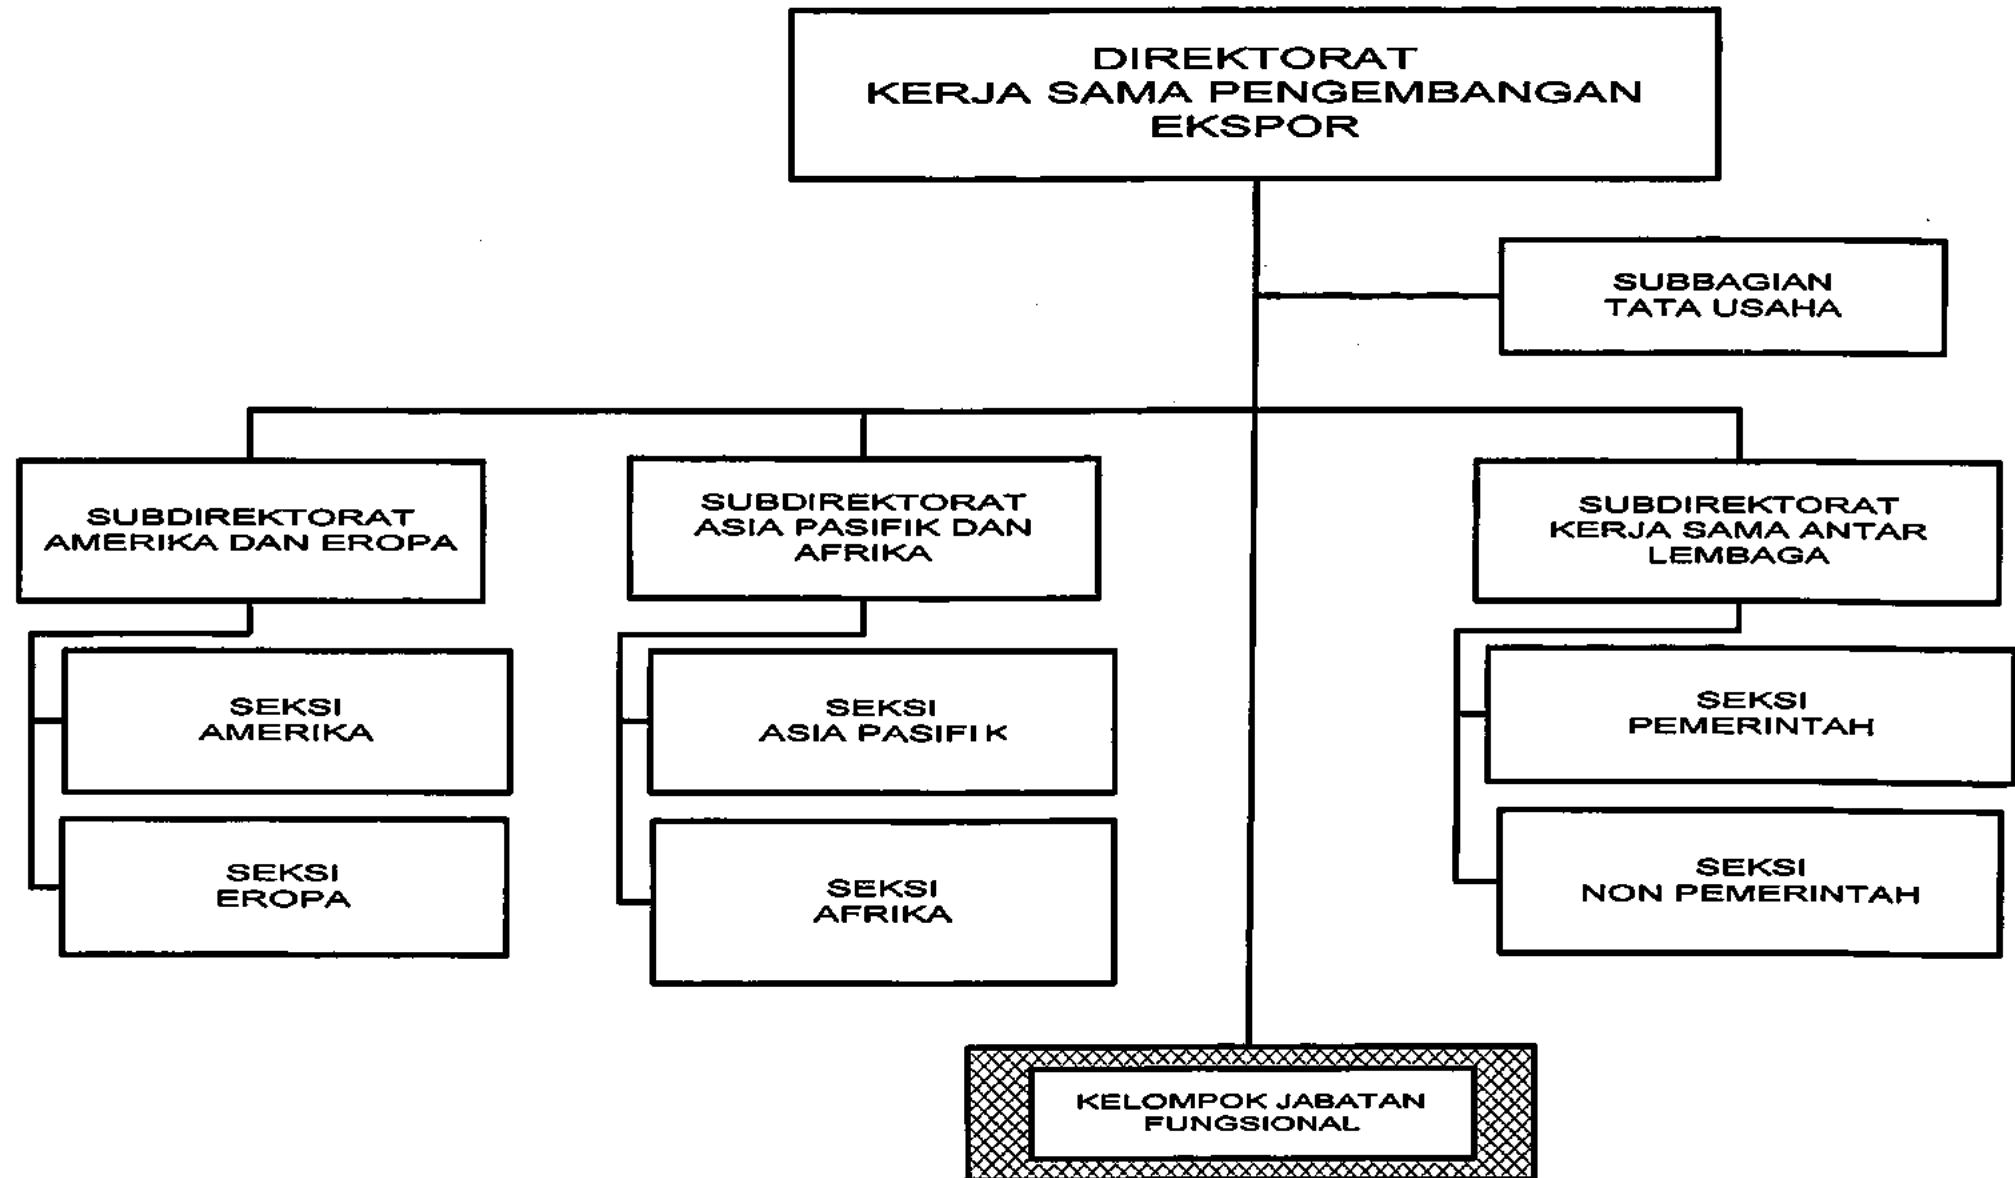 DIREKTORAT
KERJA SAMA PENGEMBANGAN
EKSPOR
SUBBAGIAN
TATA USAHA
SUBDIREKTORAT
AMERIKA DAN EROPA
SUBDIREKTORAT
ASIA PASIFIK DAN
AFRIKA
SUBDIREKTORAT
KERJA SAMA ANTAR
LEMBAGA
SEKSI
AMERIKA
SEKSI
ASIA PASIFIK
SEKSI
PEMERINTAH
SEKSI
EROPA
SEKSI
AFRIKA
SEKSI
NON PEMERINTAH
KELOMPOK JABATAN
FUNGSIONAL